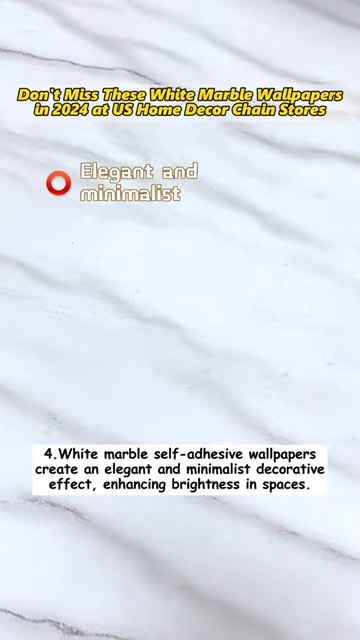 Don't Miss These White Marble Wallpapers
in 2024 at US Home Decor Chain Stores
Elegant and
minimalist
4.White marble self-adhesive wallpapers
create an elegant and minimalist decorative
effect, enhancing brightness in spaces.